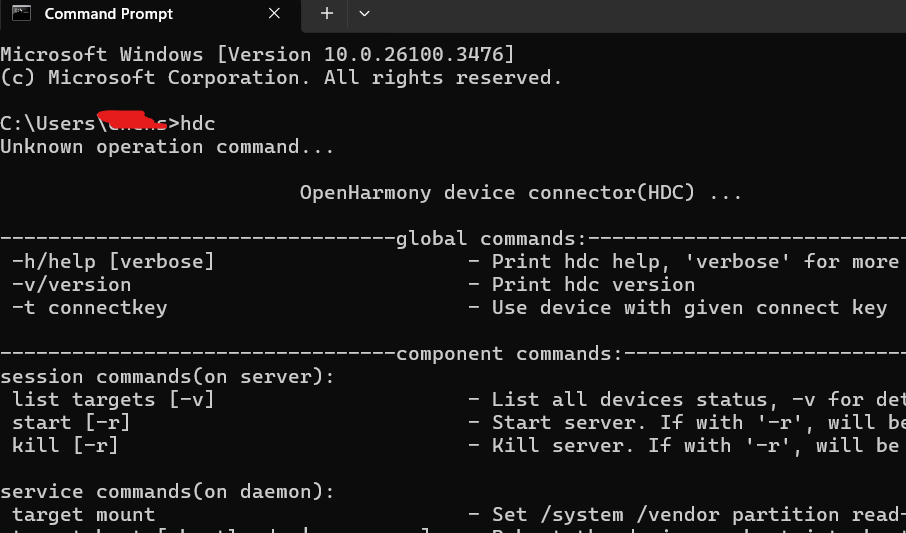 Command Prompt
Microsoft Windows [Version 10.0.26100.3476]
(c) Microsoft Corporation. All rights reserved.
C:\Users\>hdc
Unknown operation command...
OpenHarmony device connector(HDC) ...
---------------------------------global commands:---------------------------
-h/help [verbose] - Print hdc help, 'verbose' for more
-v/version - Print hdc version
-t connectkey - Use device with given connect key
---------------------------------component commands:------------------------
session commands(on server):
list targets [-v] - List all devices status, -v for det
start [-r] - Start server. If with '-r', will be
kill [-r] - Kill server. If with '-r', will be
service commands(on daemon):
target mount - Set /system /vendor partition read-